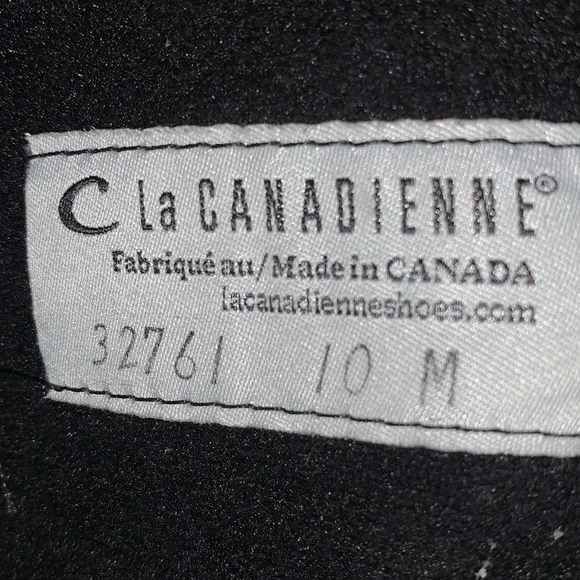 C La CANADIENNE®
Fabriqué au/Made in CANADA
lacanadienneshoes.com
32761 10 M